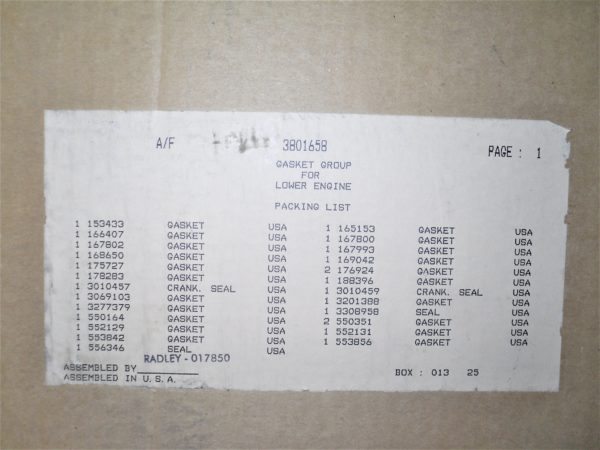 A/F 3801658 PAGE : 1
GASKET GROUP
FOR
LOWER ENGINE
PACKING LIST
1 153433 GASKET USA
1 166407 GASKET USA
1 167802 GASKET USA
1 168650 GASKET USA
1 175727 GASKET USA
1 178283 GASKET USA
1 3010457 CRANK. SEAL USA
1 3069103 GASKET USA
1 3277379 GASKET USA
1 550164 GASKET USA
1 552129 GASKET USA
1 553842 GASKET USA
1 556346 SEAL USA
1 165153 GASKET USA
1 167800 GASKET USA
1 167993 GASKET USA
1 169042 GASKET USA
2 176924 GASKET USA
1 188396 GASKET USA
1 3010459 CRANK. SEAL USA
1 3201388 GASKET USA
1 3308958 SEAL USA
2 550351 GASKET USA
1 552131 GASKET USA
1 553856 GASKET USA
RADLEY - 017850
ASSEMBLED BY
ASSEMBLED IN U.S.A. BOX : 013 25